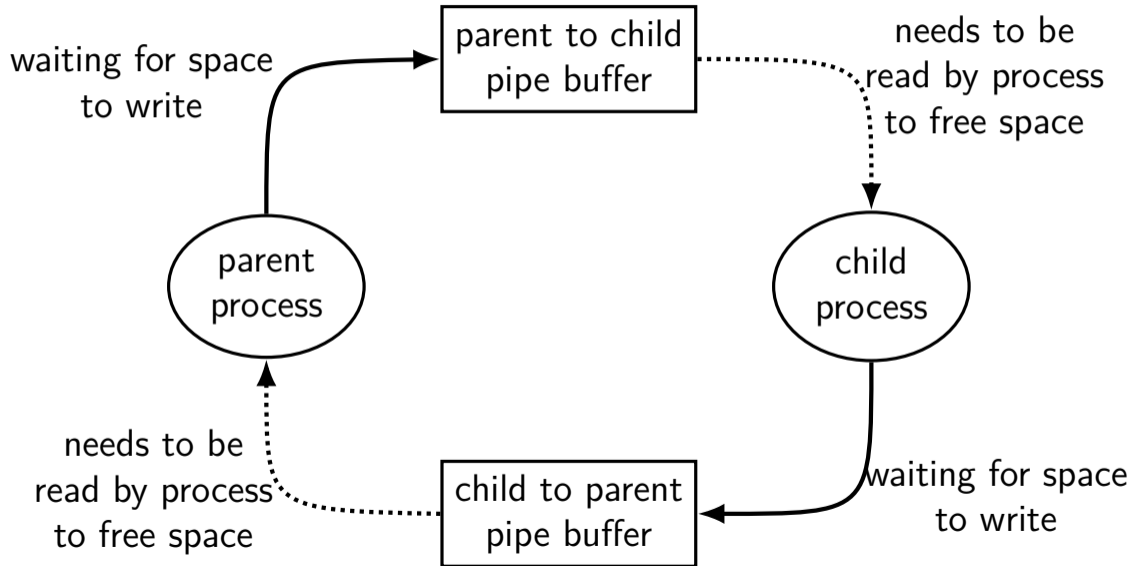 waiting for space
to write
parent to child
pipe buffer
needs to be
read by process
to free space
parent
process
child
process
needs to be
read by process
to free space
child to parent
pipe buffer
waiting for space
to write